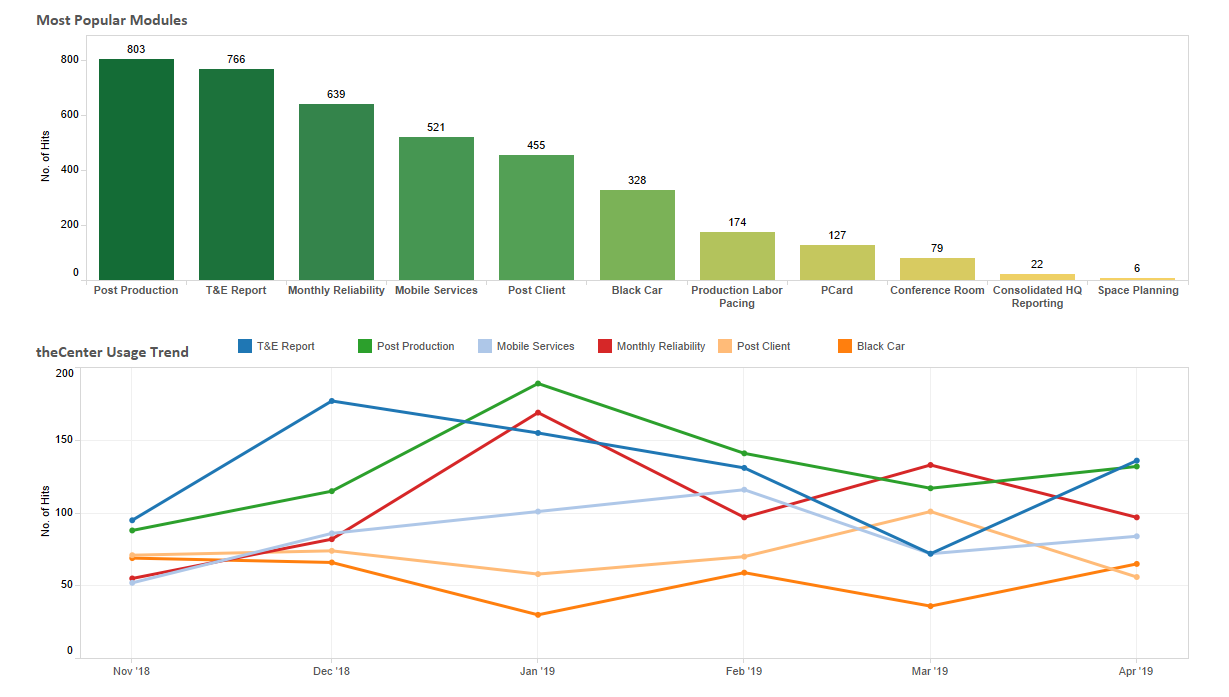 Most Popular Modules
803
766
639
521
455
328
174
127
79
22
6
800
600
400
200
0
No. of Hits
Post Production
T&E Report
Monthly Reliability
Mobile Services
Post Client
Black Car
Production Labor
Pacing
PCard
Conference Room
Consolidated HQ
Reporting
Space Planning
theCenter Usage Trend
T&E Report
Post Production
Mobile Services
Monthly Reliability
Post Client
Black Car
200
150
100
50
0
No. of Hits
Nov '18
Dec '18
Jan '19
Feb '19
Mar '19
Apr '19